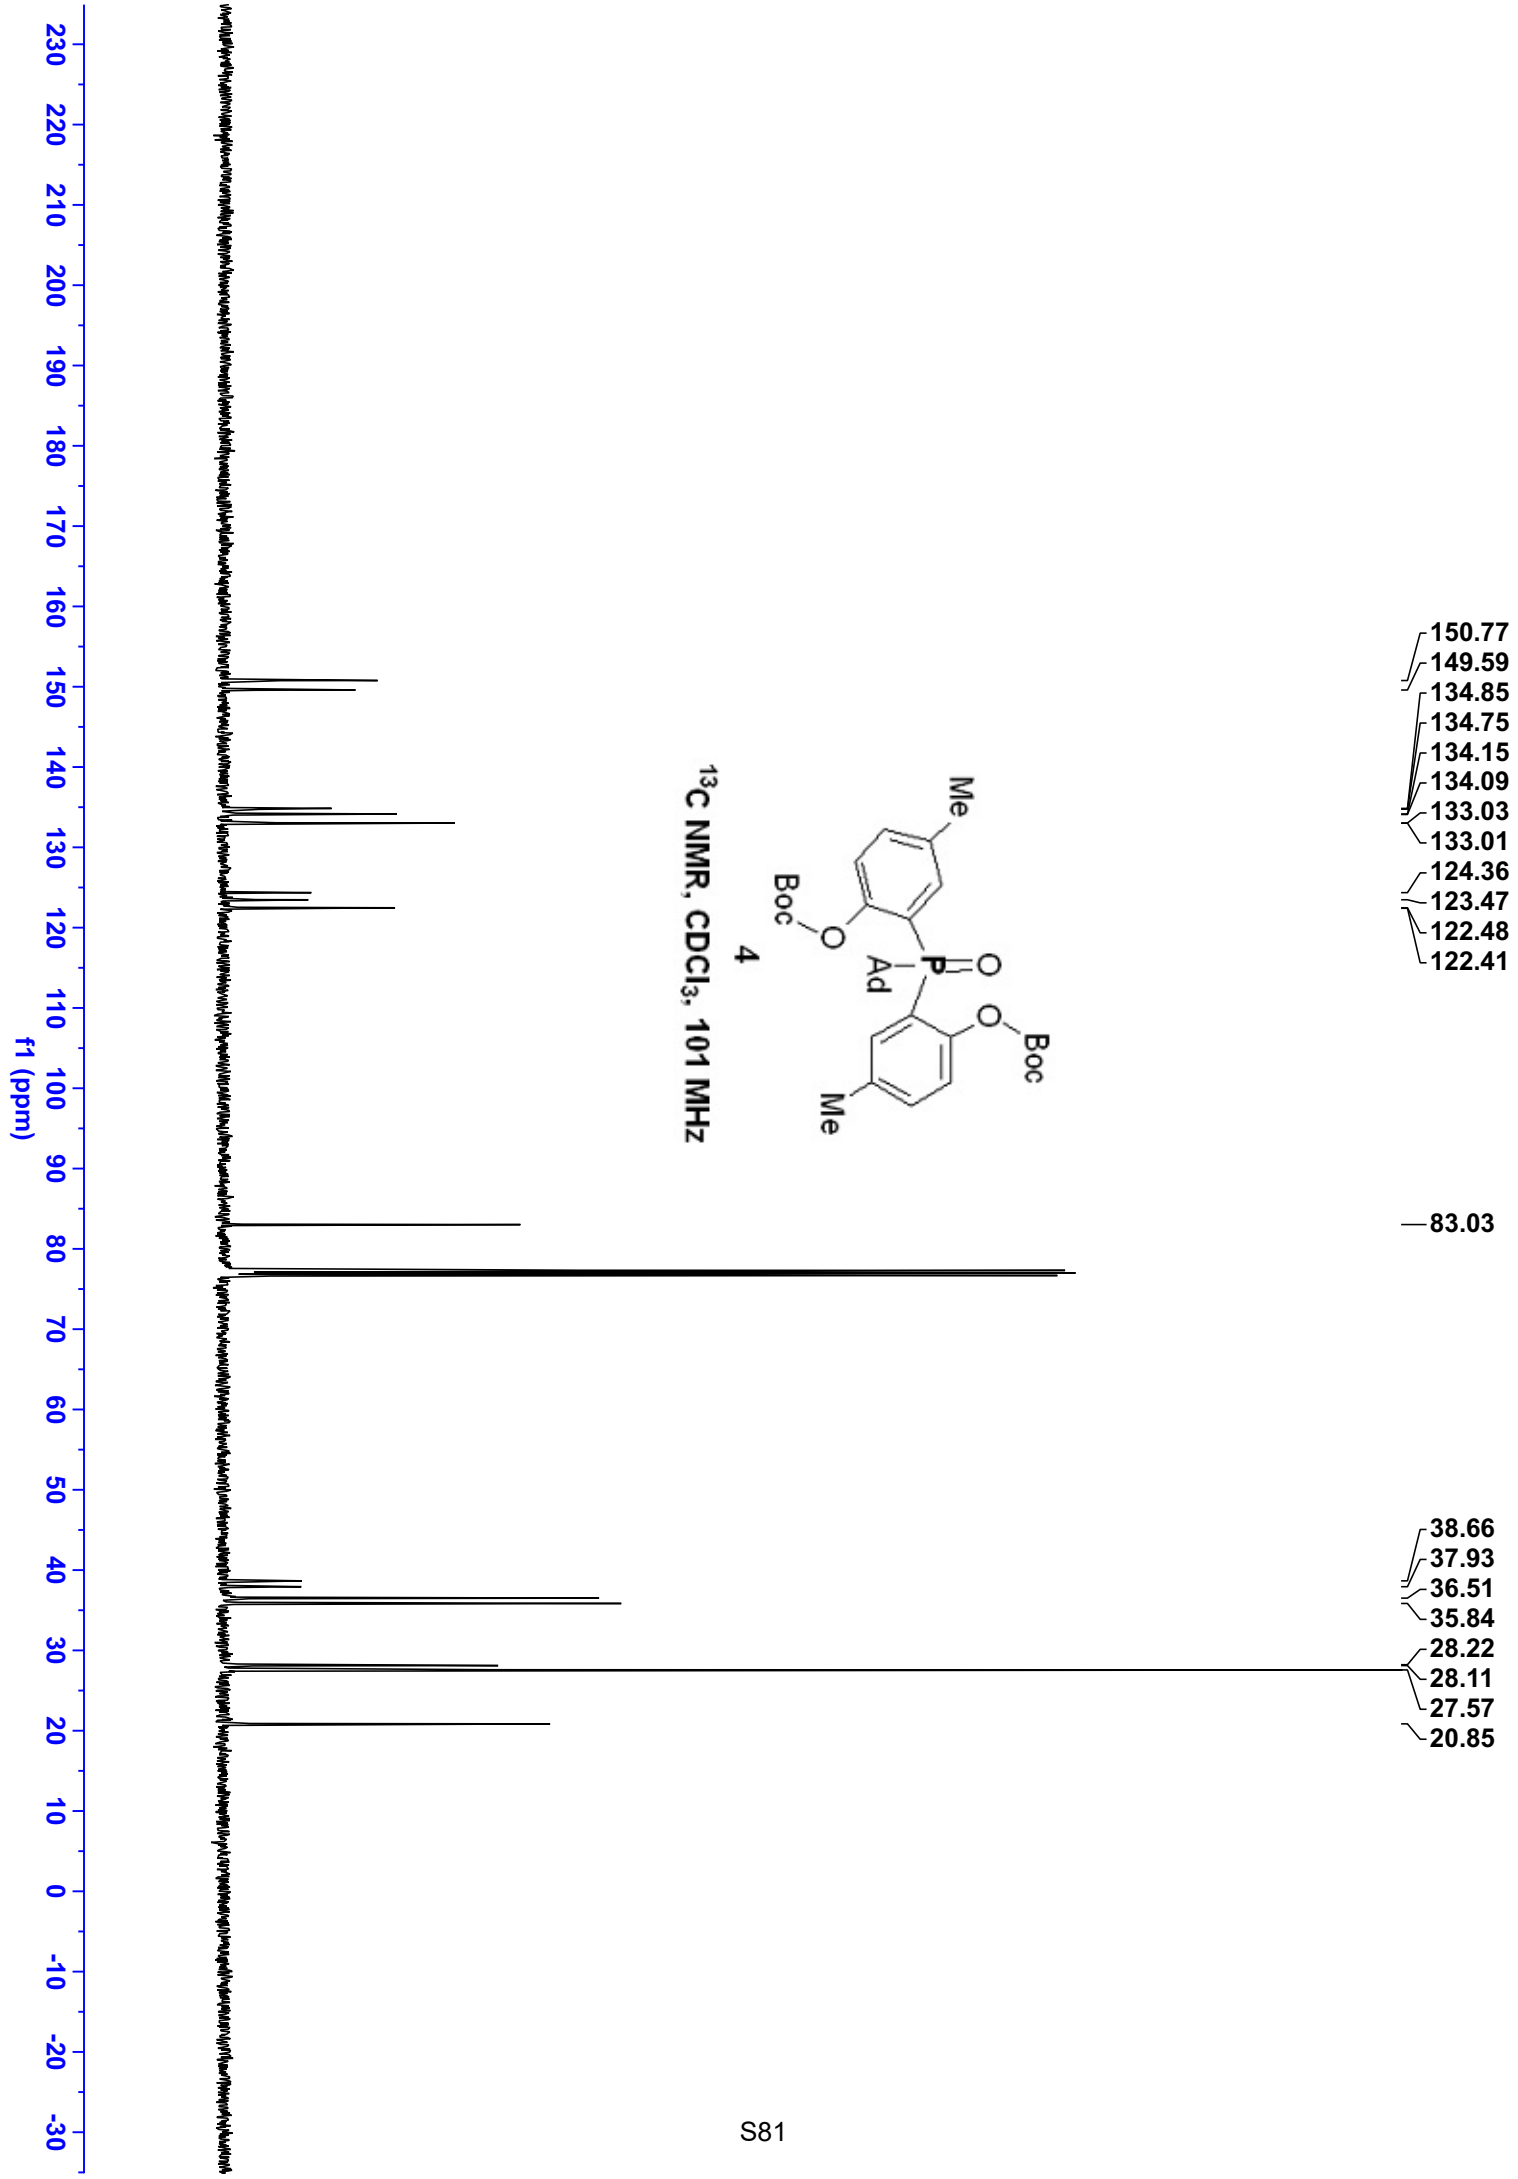 150.77
149.59
134.85
134.75
134.15
134.09
133.03
133.01
124.36
123.47
122.48
122.41
83.03
38.66
37.93
36.51
35.84
28.22
28.11
27.57
20.85
Boc
O
O
P
Ad
O
Boc
Me
Me
4
¹³C NMR, CDCl₃, 101 MHz
230 220 210 200 190 180 170 160 150 140 130 120 110 100 90 80 70 60 50 40 30 20 10 0 -10 -20 -30
f1 (ppm)
S81